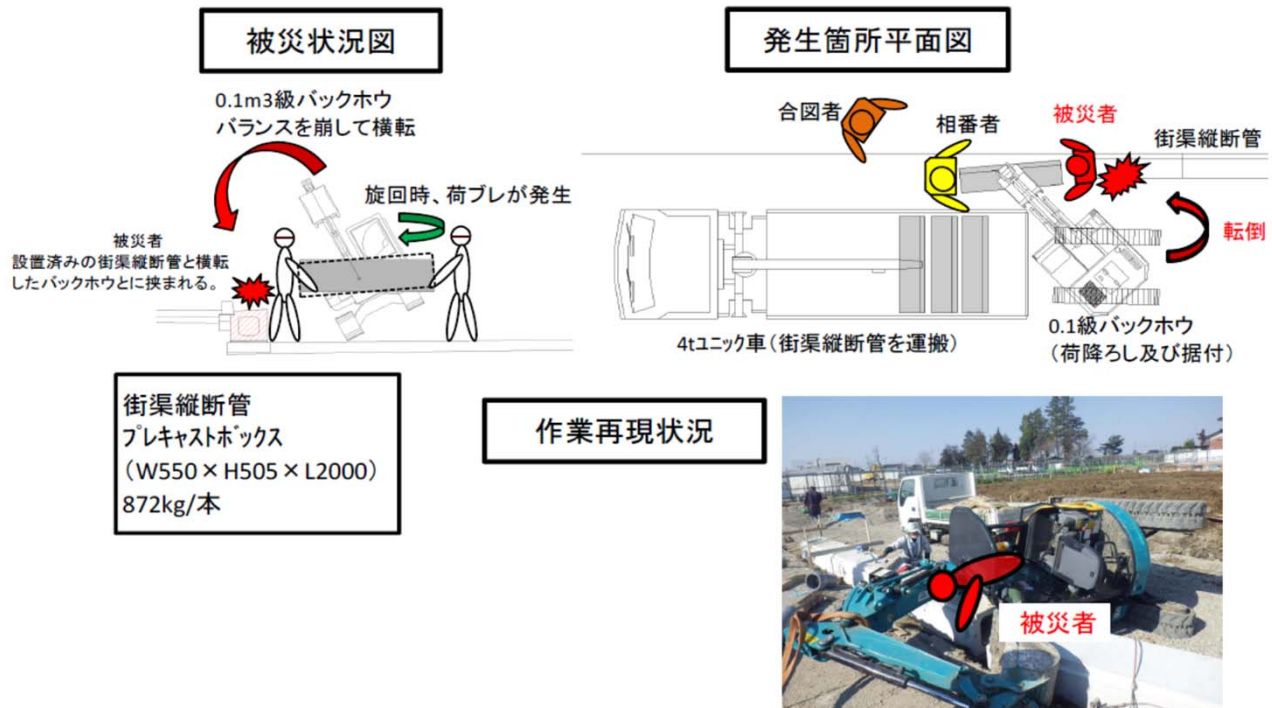 被災状況図
0.1m3級バックホウ
バランスを崩して横転
旋回時、荷ブレが発生
被災者
設置済みの街渠縦断管と横転
したバックホウとに挟まれる。
街渠縦断管
プレキャストボックス
(W550×H505×L2000)
872kg/本
発生箇所平面図
合図者
相番者
被災者
街渠縦断管
転倒
4tユニック車(街渠縦断管を運搬)
0.1級バックホウ
(荷降ろし及び据付)
作業再現状況
被災者